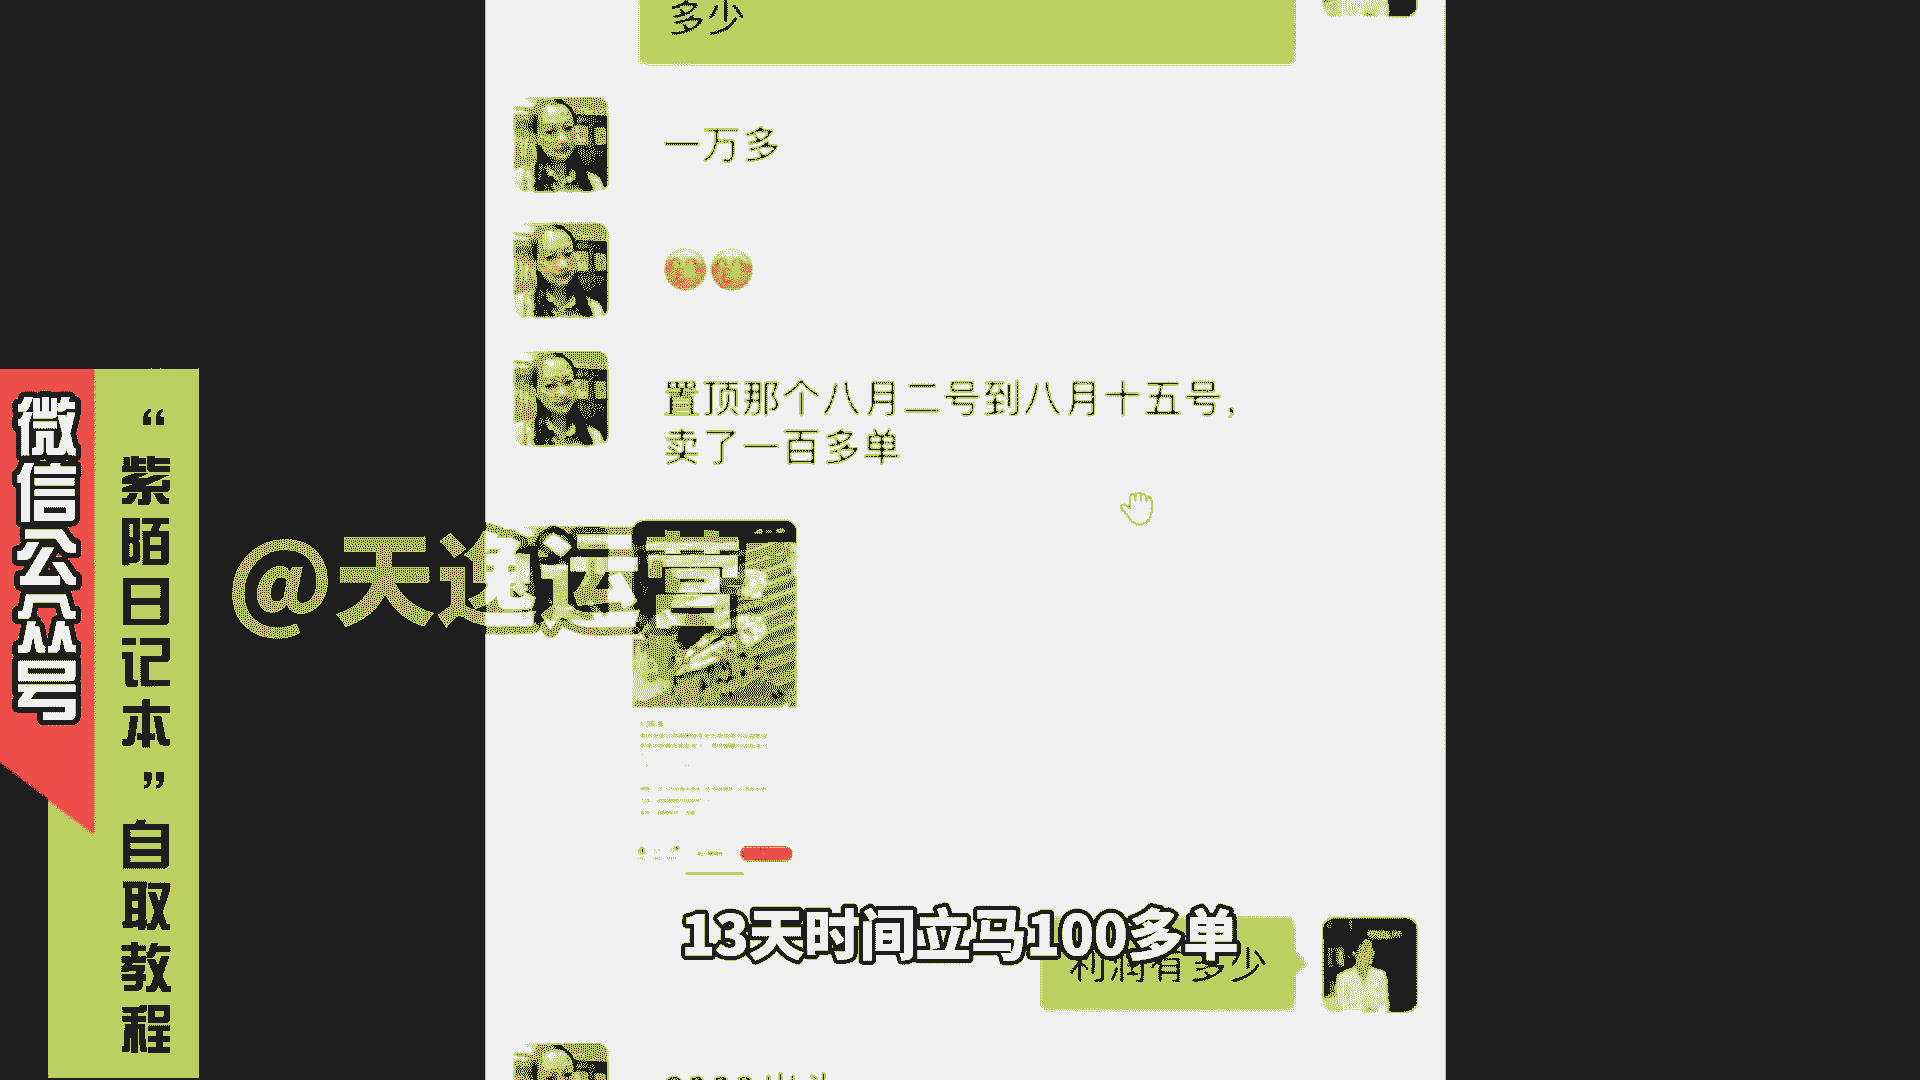 多少
一万多
置顶那个八月二号到八月十五号，
卖了一百多单
@天逸运营
微信公众号
“紫陌日记本”自取教程
13天时间立马100多单
利润有多少